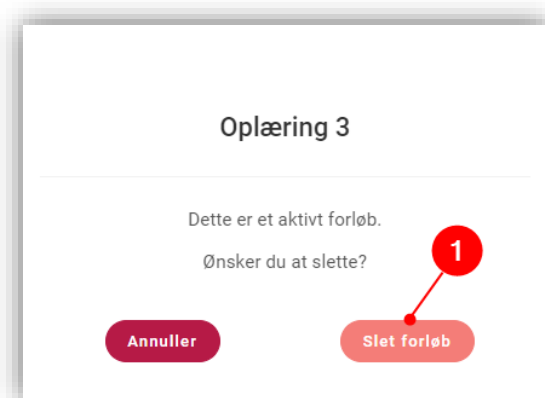 Oplæring 3
Dette er et aktivt forløb.
Ønsker du at slette?
1
Annuller
Slet forløb